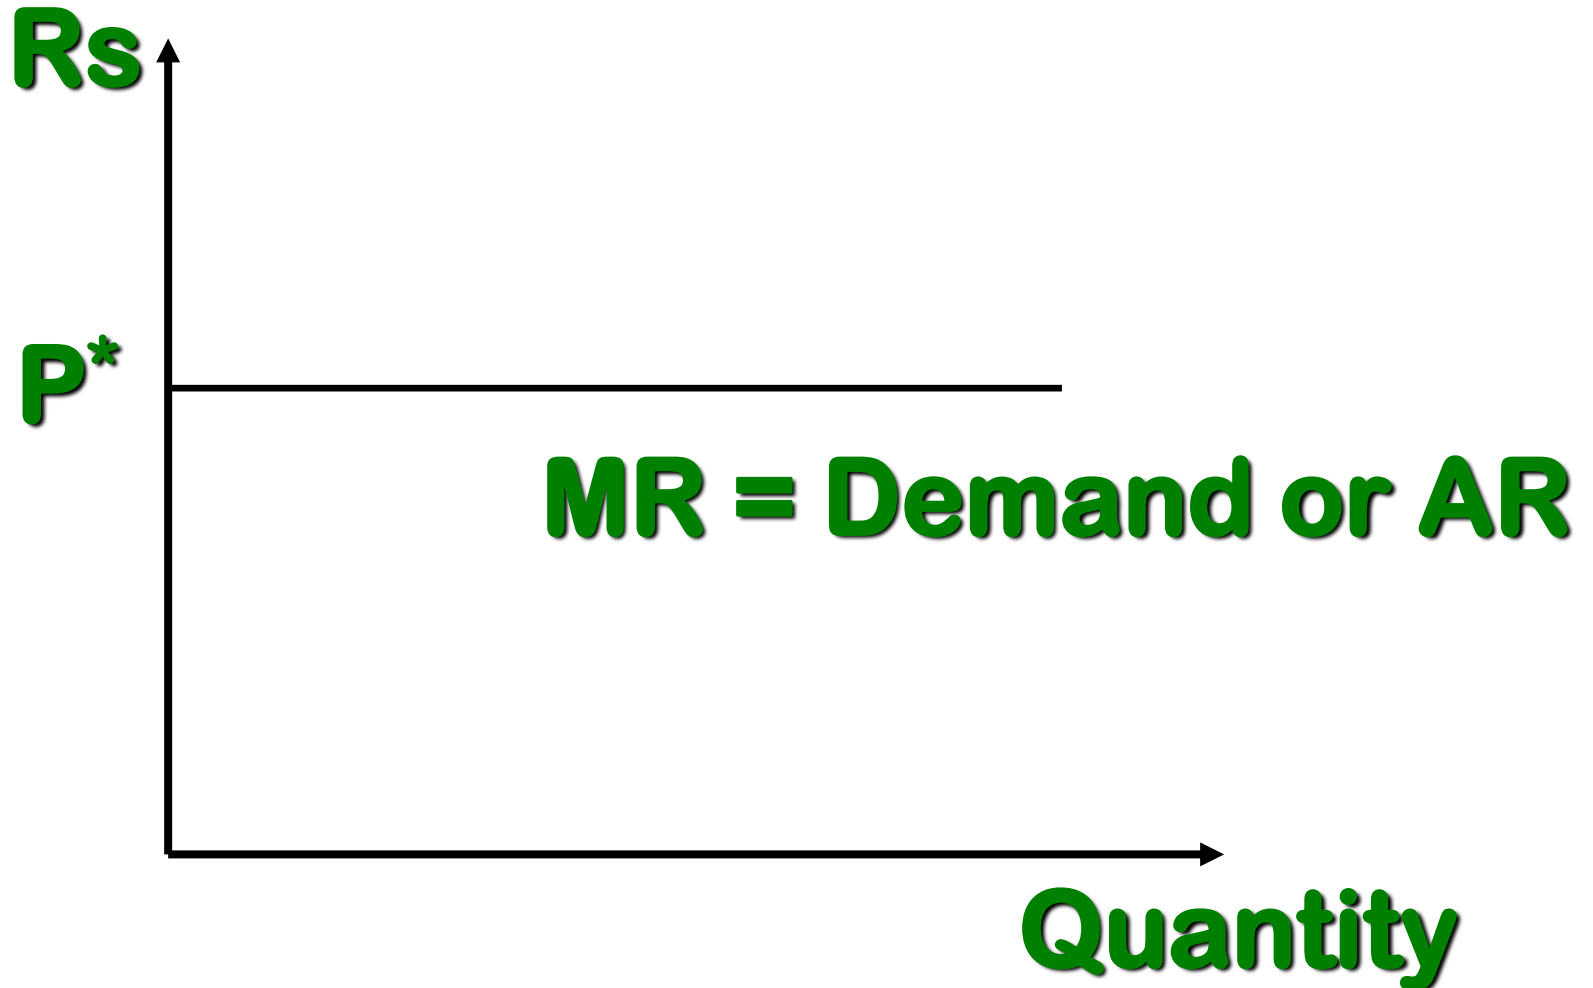 Rs
P*
MR = Demand or AR
Quantity